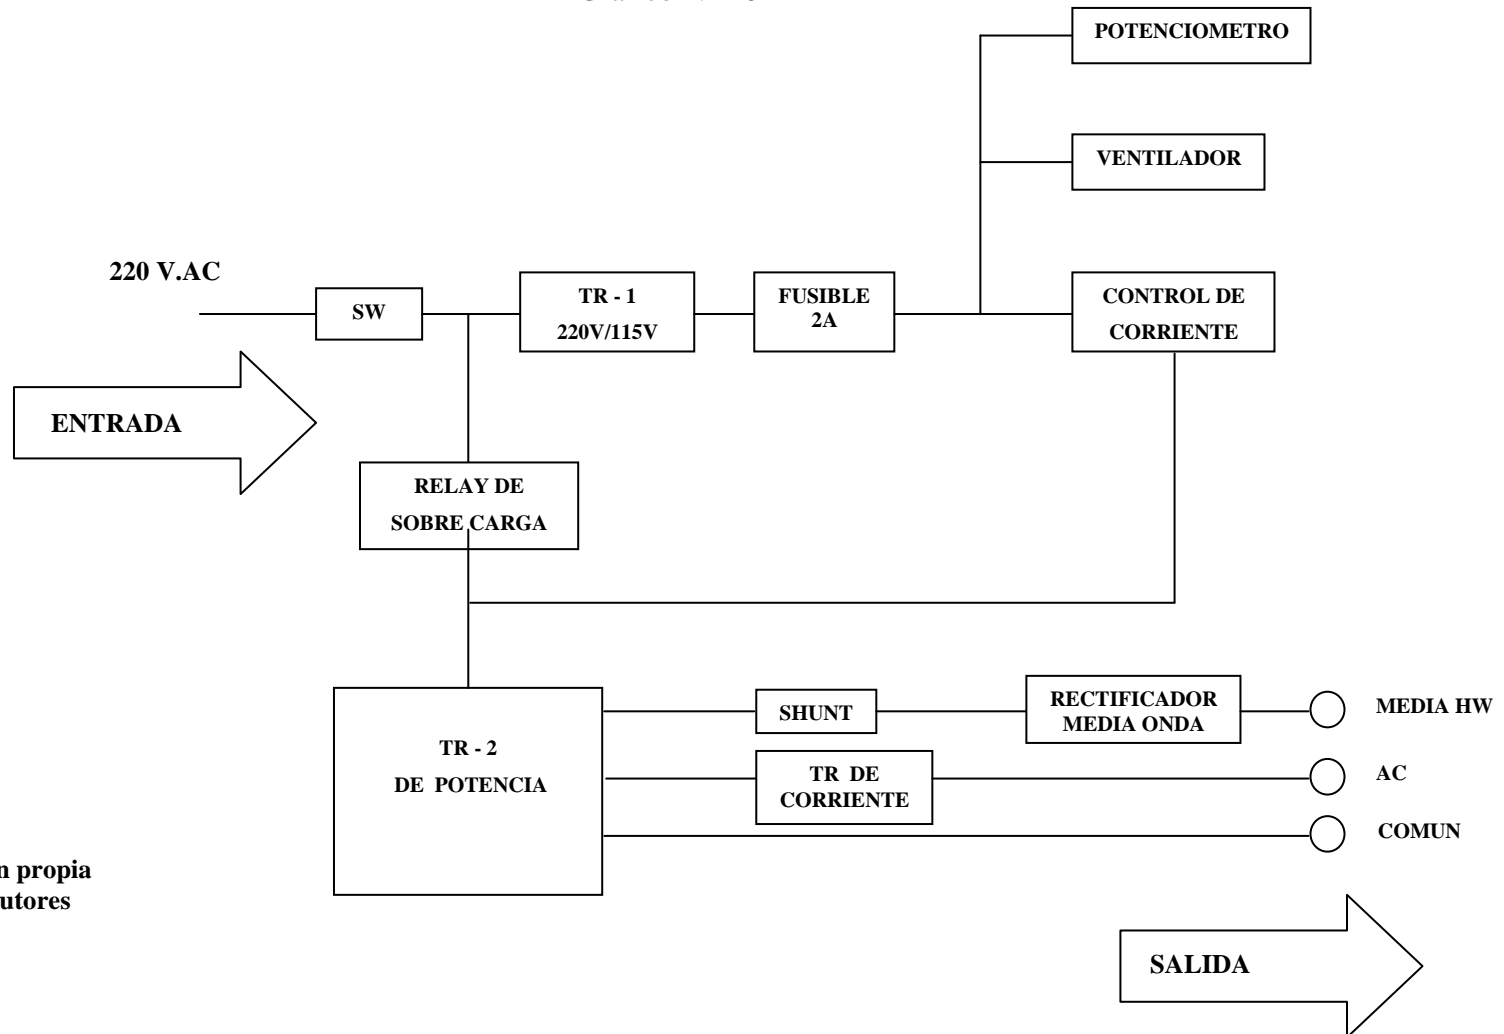 POTENCIOMETRO
VENTILADOR
220 V.AC
SW
TR - 1
220V/115V
FUSIBLE
2A
CONTROL DE
CORRIENTE
ENTRADA
RELAY DE
SOBRE CARGA
TR - 2
DE POTENCIA
SHUNT
RECTIFICADOR
MEDIA ONDA
MEDIA HW
TR DE
CORRIENTE
AC
COMUN
propia
SALIDA